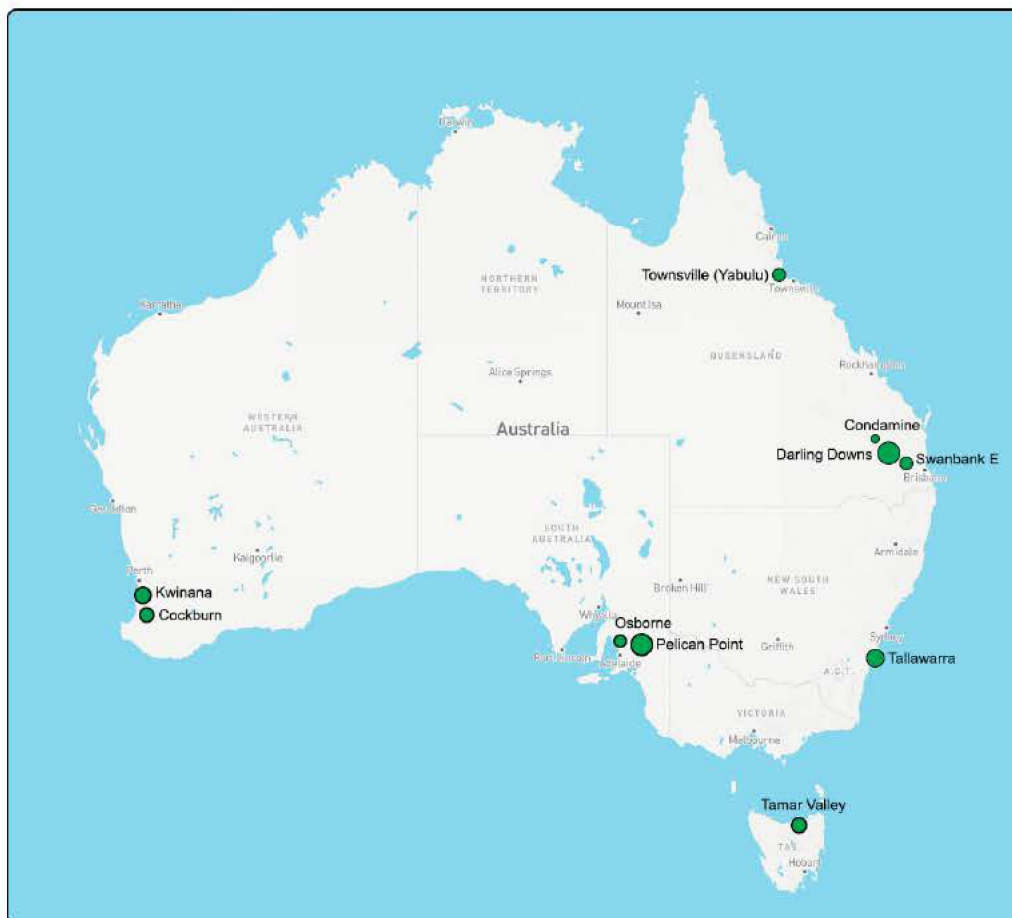 Darwin
Cairns
Townsville (Yabulu)
Townsville
NORTHERN
TERRITORY
Mount Isa
Karratha
QUEENSLAND
Rockhampton
Alice Springs
WESTERN
AUSTRALIA
Australia
Condamine
Darling Downs
Swanbank E
Brisbane
Geraldton
SOUTH
AUSTRALIA
Kalgoorlie
Armidale
Perth
Broken Hill
NEW SOUTH
WALES
Kwinana
Cockburn
Whyalla
Osborne
Pelican Point
Sydney
Griffith
Port Lincoln
Adelaide
Tallawarra
A.C.T.
VICTORIA
Melbourne
Tamar Valley
TAS
Hobart